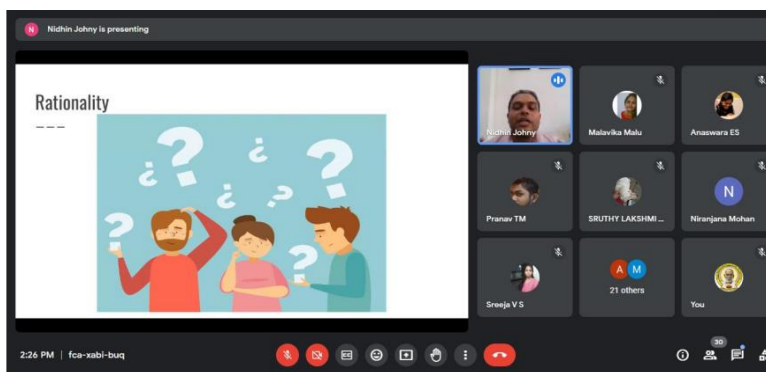 N Nidhin Johny is presenting
Rationality
Nidhin Johny
Malavika Malu
Anaswara ES
Pranav TM
SRUTHY LAKSHMI ...
N
Niranjana Mohan
Sreeja V S
A M
21 others
You
2:26 PM | fca-xabi-buq
30